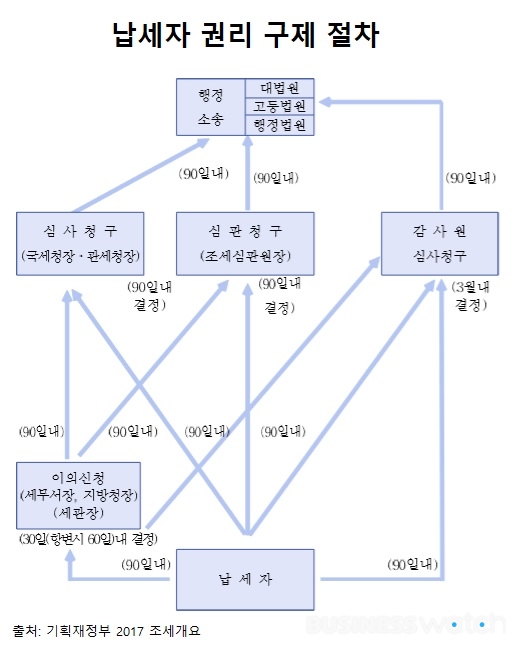 납세자 권리 구제 절차
행정
소송
대법원
고등법원
행정법원
(90일내)
(90일내)
(90일내)
심 사 청 구
(국세청장·관세청장)
심 판 청 구
(조세심판원장)
감 사 원
심사청구
(90일내
결정)
(90일내
결정)
(3월내
결정)
(90일내)
(90일내)
(90일내)
(90일내)
이의신청
(세무서장, 지방청장)
(세관장)
(30일(항변시 60일)내 결정)
(90일내)
납 세 자
(90일내)
BUSINESS watch
출처: 기획재정부 2017 조세개요